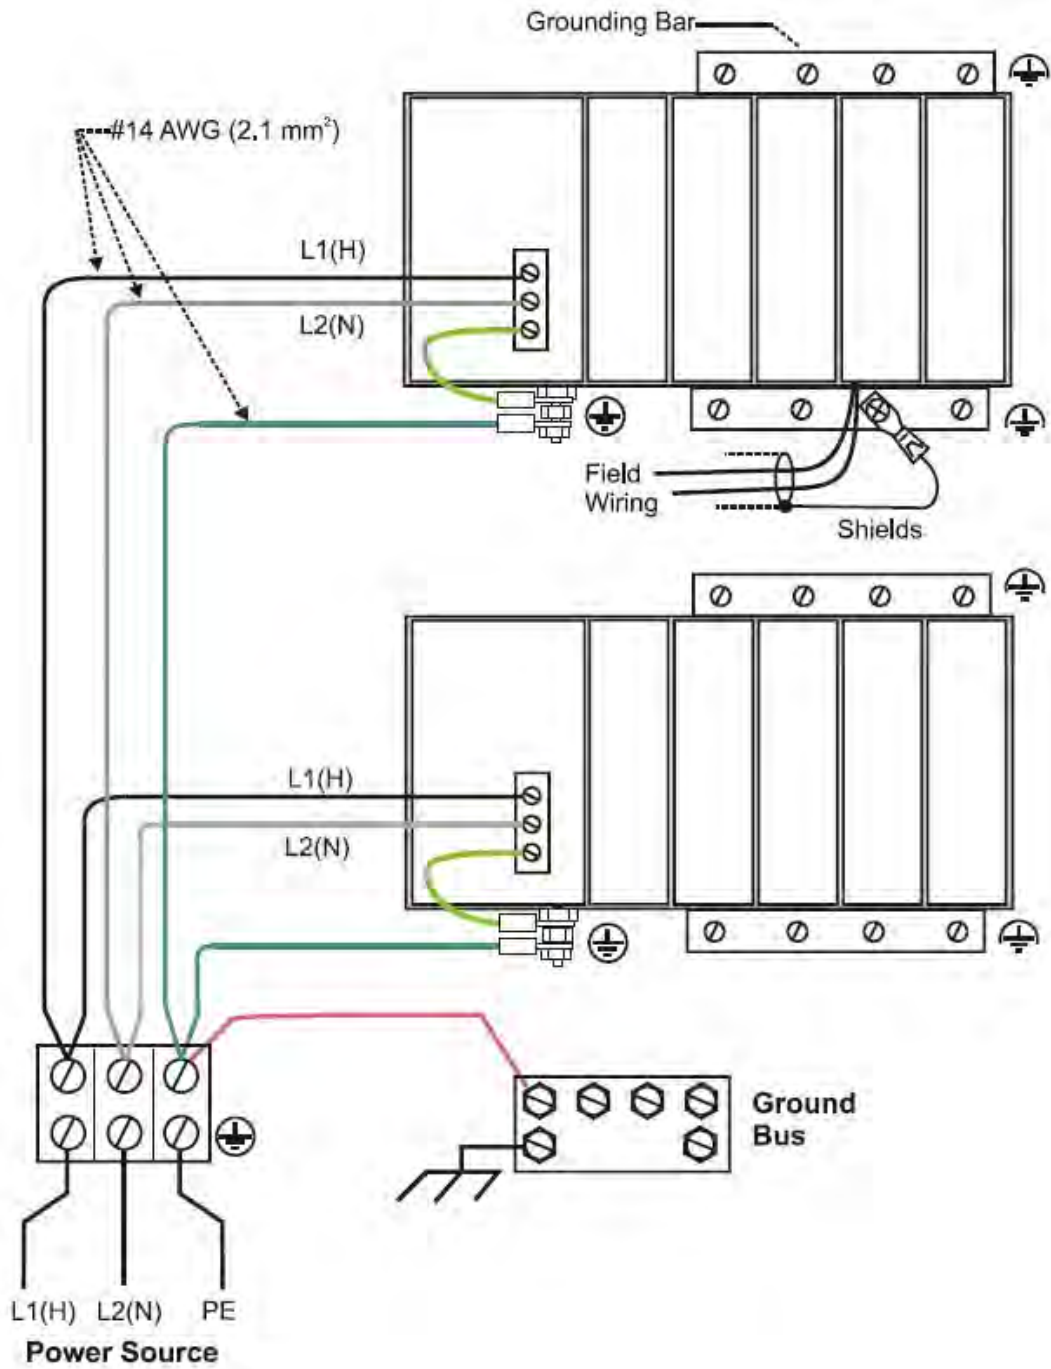 Grounding Bar
#14 AWG (2.1 mm²)
L1(H)
L2(N)
Field
Wiring
Shields
L1(H)
L2(N)
Ground
Bus
L1(H) L2(N) PE
Power Source